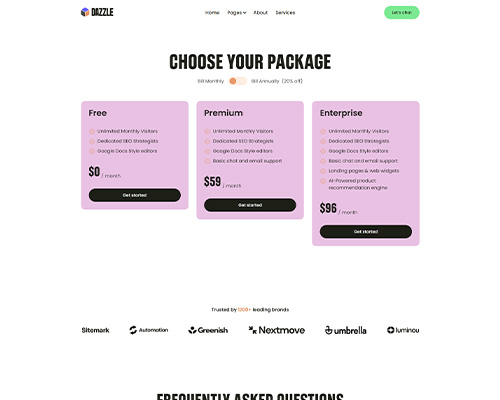 DAZZLE
Home Pages About Services
Let's chat
CHOOSE YOUR PACKAGE
Bill Monthly Bill Annually (20% off)
Free
Unlimited Monthly Visitors
Dedicated SEO Strategists
Google Docs Style editors
$0 / month
Get started
Premium
Unlimited Monthly Visitors
Dedicated SEO Strategists
Google Docs Style editors
Basic chat and email support
$59 / month
Get started
Enterprise
Unlimited Monthly Visitors
Dedicated SEO Strategists
Google Docs Style editors
Basic chat and email support
Landing pages & web widgets
AI-Powered product
recommendation engine
$96 / month
Get started
Trusted by 1200+ leading brands
Sitemark Automation Greenish Nextmove umbrella luminou
FREQUENTLY ASKED QUESTIONS